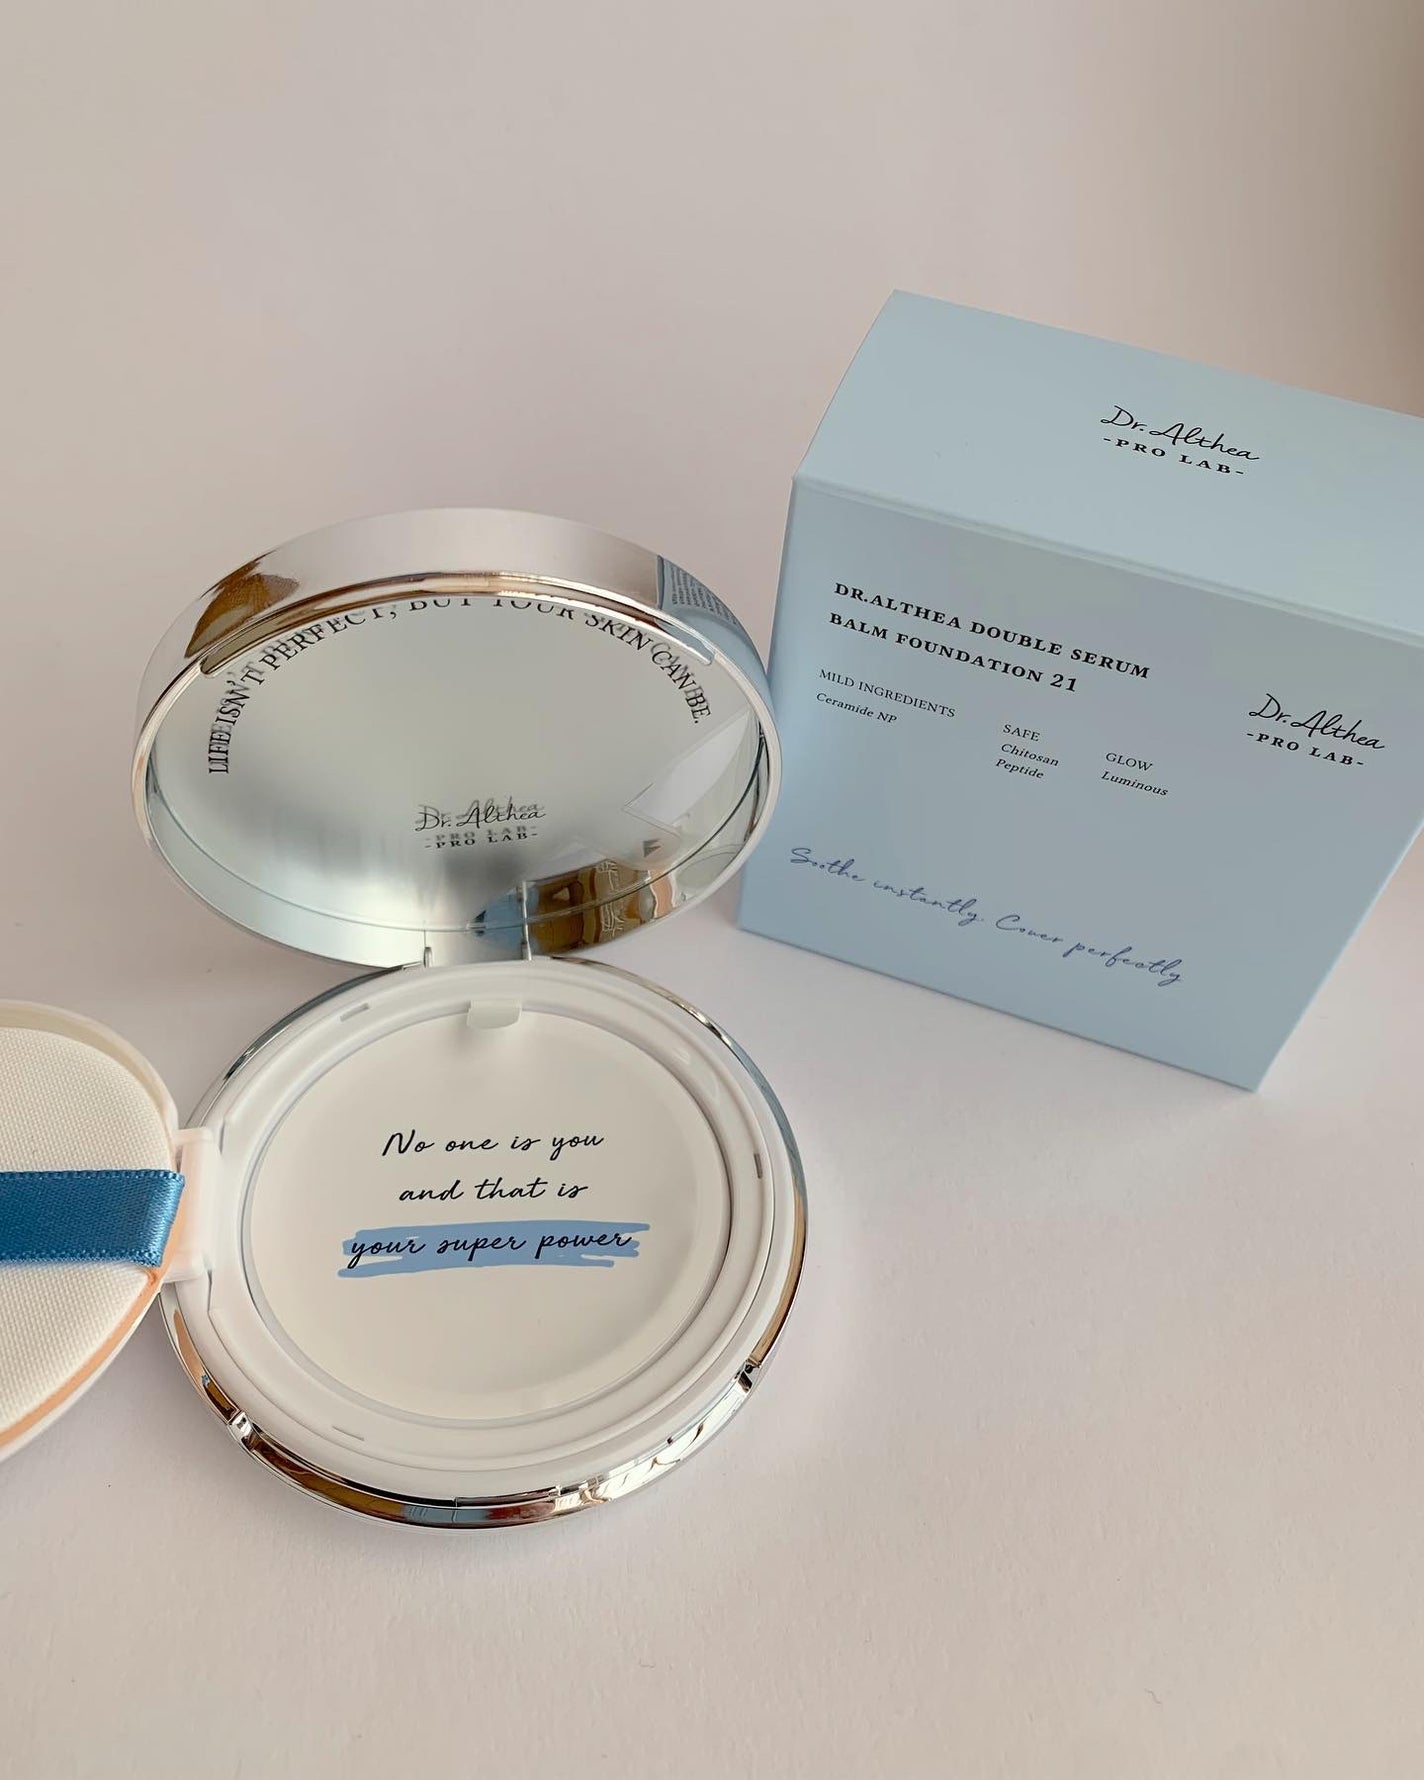 Dr.Althea
-PRO LAB-
DR.ALTHEA DOUBLE SERUM
BALM FOUNDATION 21
MILD INGREDIENTS
Ceramide NP
SAFE
Chitosan
Peptide
GLOW
Luminous
Dr.Althea
-PRO LAB-
Soothe instantly. Cover perfectly
LIFE ISN'T PERFECT, BUT YOUR SKIN CAN BE.
Dr.Althea
-PRO LAB-
No one is you
and that is
your super power